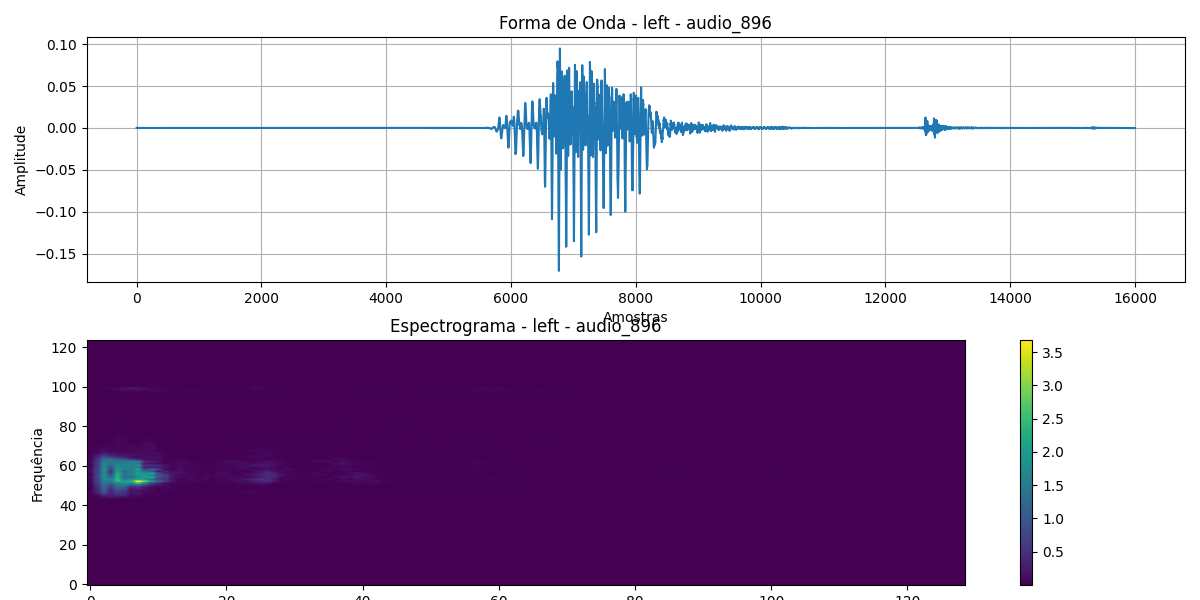 Forma de Onda - left - audio_896
0.10
0.05
0.00
−0.05
−0.10
−0.15
Amplitude
0 2000 4000 6000 8000 10000 12000 14000 16000
Amostras
Espectrograma - left - audio_896
120
100
80
60
40
20
0
Frequência
0 20 40 60 80 100 120
3.5
3.0
2.5
2.0
1.5
1.0
0.5